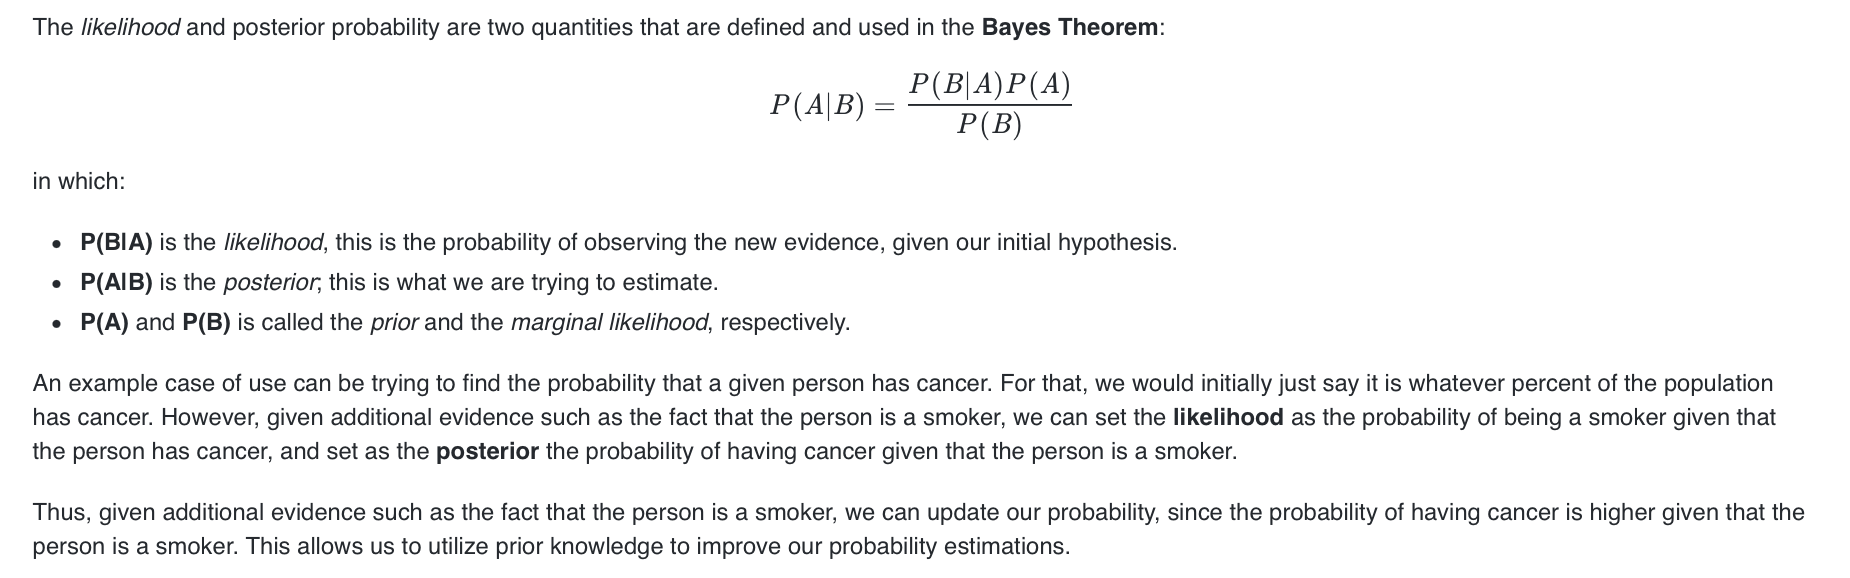 The likelihood and posterior probability are two quantities that are defined and used in the Bayes Theorem:
P(A|B) = P(B|A)P(A) / P(B)
in which:
• P(B|A) is the likelihood, this is the probability of observing the new evidence, given our initial hypothesis.
• P(A|B) is the posterior; this is what we are trying to estimate.
• P(A) and P(B) is called the prior and the marginal likelihood, respectively.
An example case of use can be trying to find the probability that a given person has cancer. For that, we would initially just say it is whatever percent of the population
has cancer. However, given additional evidence such as the fact that the person is a smoker, we can set the likelihood as the probability of being a smoker given that
the person has cancer, and set as the posterior the probability of having cancer given that the person is a smoker.
Thus, given additional evidence such as the fact that the person is a smoker, we can update our probability, since the probability of having cancer is higher given that the
person is a smoker. This allows us to utilize prior knowledge to improve our probability estimations.